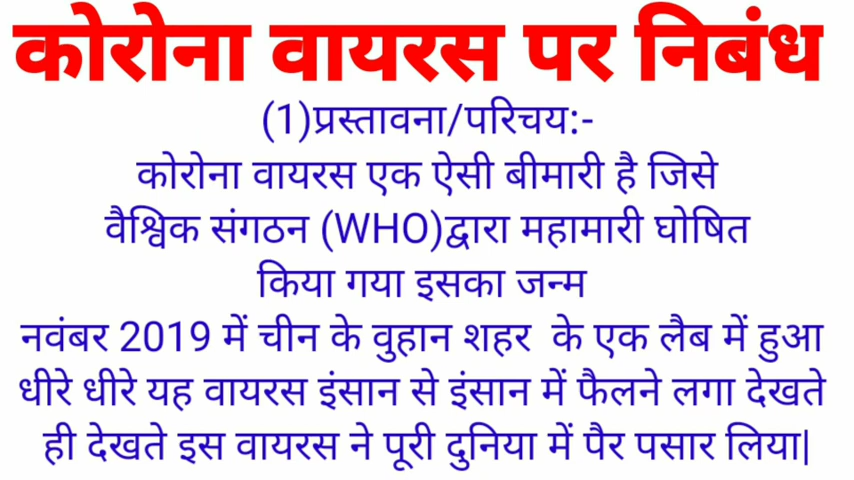 कोरोना वायरस पर निबंध
(1)प्रस्तावना/परिचय:-
कोरोना वायरस एक ऐसी बीमारी है जिसे
वैश्विक संगठन (WHO)द्वारा महामारी घोषित
किया गया इसका जन्म
नवंबर 2019 में चीन के वुहान शहर के एक लैब में हुआ
धीरे धीरे यह वायरस इंसान से इंसान में फैलने लगा देखते
ही देखते इस वायरस ने पूरी दुनिया में पैर पसार लिया|